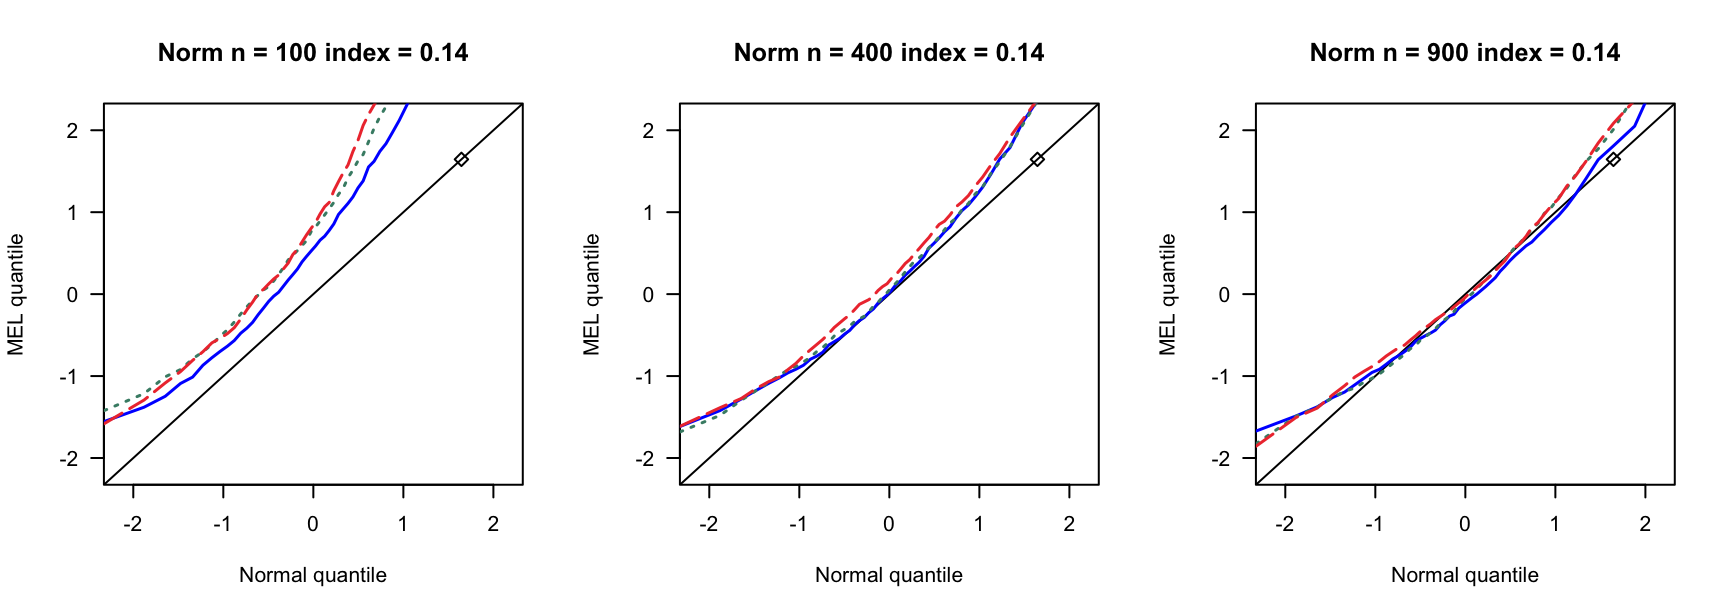 Norm n = 100 index = 0.14
MEL quantile
2
1
0
-1
-2
-2 -1 0 1 2
Normal quantile
Norm n = 400 index = 0.14
MEL quantile
2
1
0
-1
-2
-2 -1 0 1 2
Normal quantile
Norm n = 900 index = 0.14
MEL quantile
2
1
0
-1
-2
-2 -1 0 1 2
Normal quantile